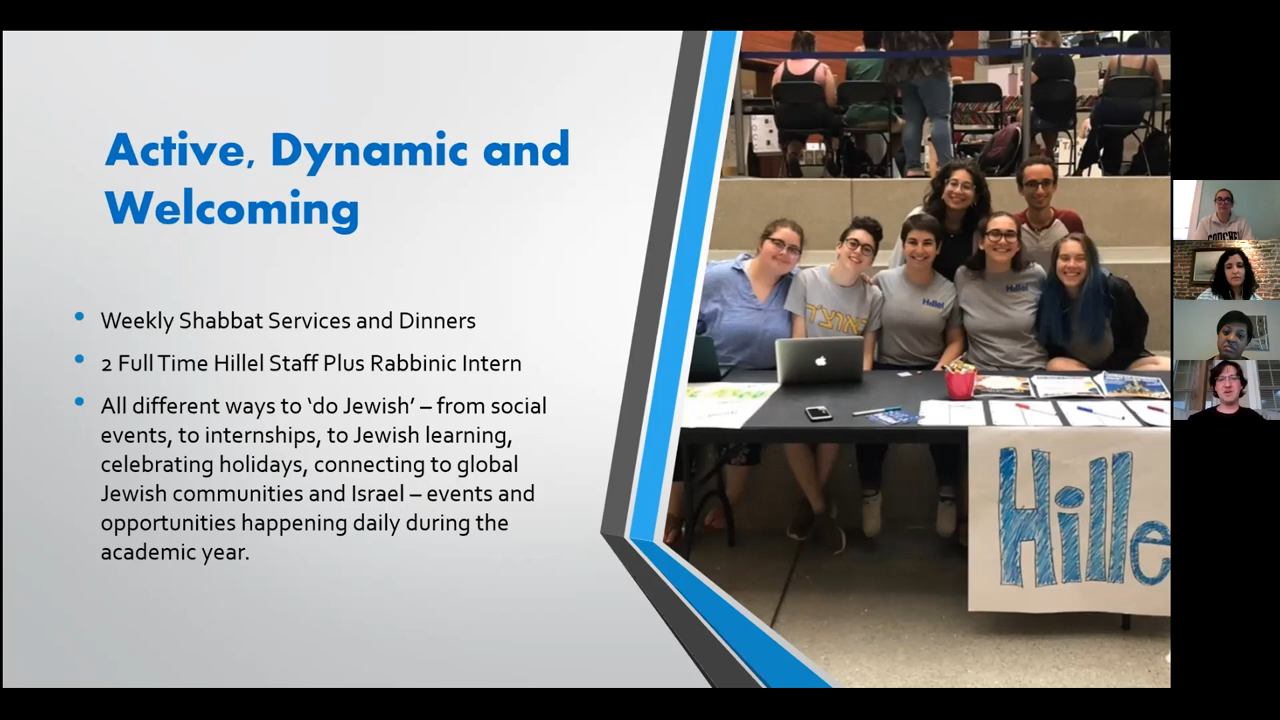 Active, Dynamic and
Welcoming
• Weekly Shabbat Services and Dinners
• 2 Full Time Hillel Staff Plus Rabbinic Intern
• All different ways to ‘do Jewish’ – from social
events, to internships, to Jewish learning,
celebrating holidays, connecting to global
Jewish communities and Israel – events and
opportunities happening daily during the
academic year.
Hillel
Hillel
Hille